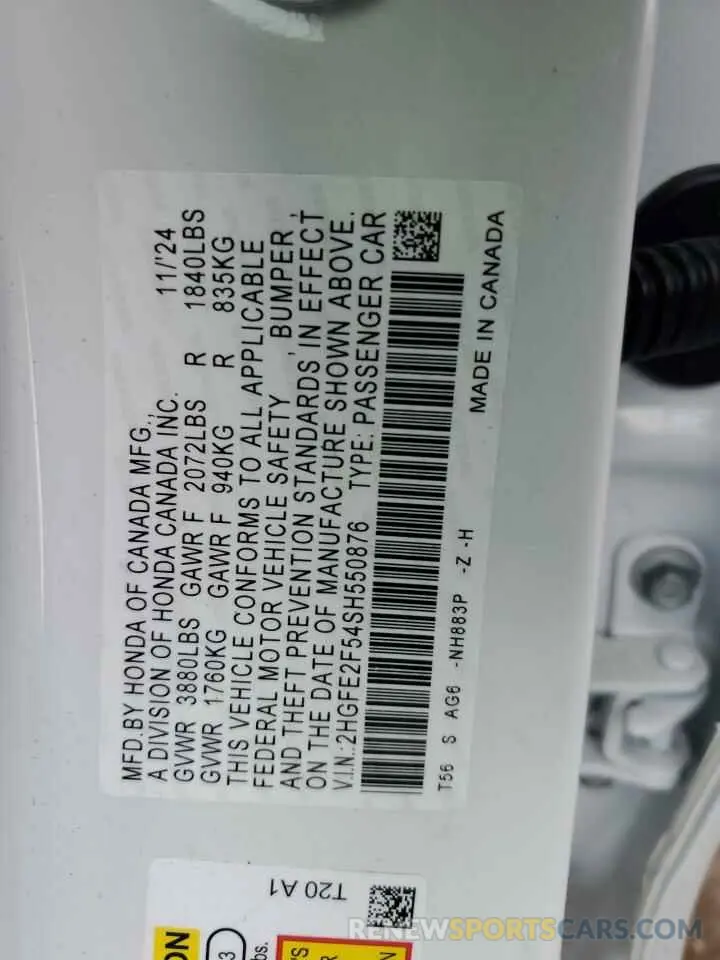 MFD.BY HONDA OF CANADA MFG.,
A DIVISION OF HONDA CANADA INC. 11/'24
GVWR 3880LBS GAWR F 2072LBS R 1840LBS
GVWR 1760KG GAWR F 940KG R 835KG
THIS VEHICLE CONFORMS TO ALL APPLICABLE
FEDERAL MOTOR VEHICLE SAFETY, BUMPER,
AND THEFT PREVENTION STANDARDS, IN EFFECT
ON THE DATE OF MANUFACTURE SHOWN ABOVE.
V.I.N.:2HGFE2F54SH550876 TYPE: PASSENGER CAR
T56 S AG6 -NH883P -Z -H
MADE IN CANADA
T20 A1
RENEWSPORTSCARS.COM